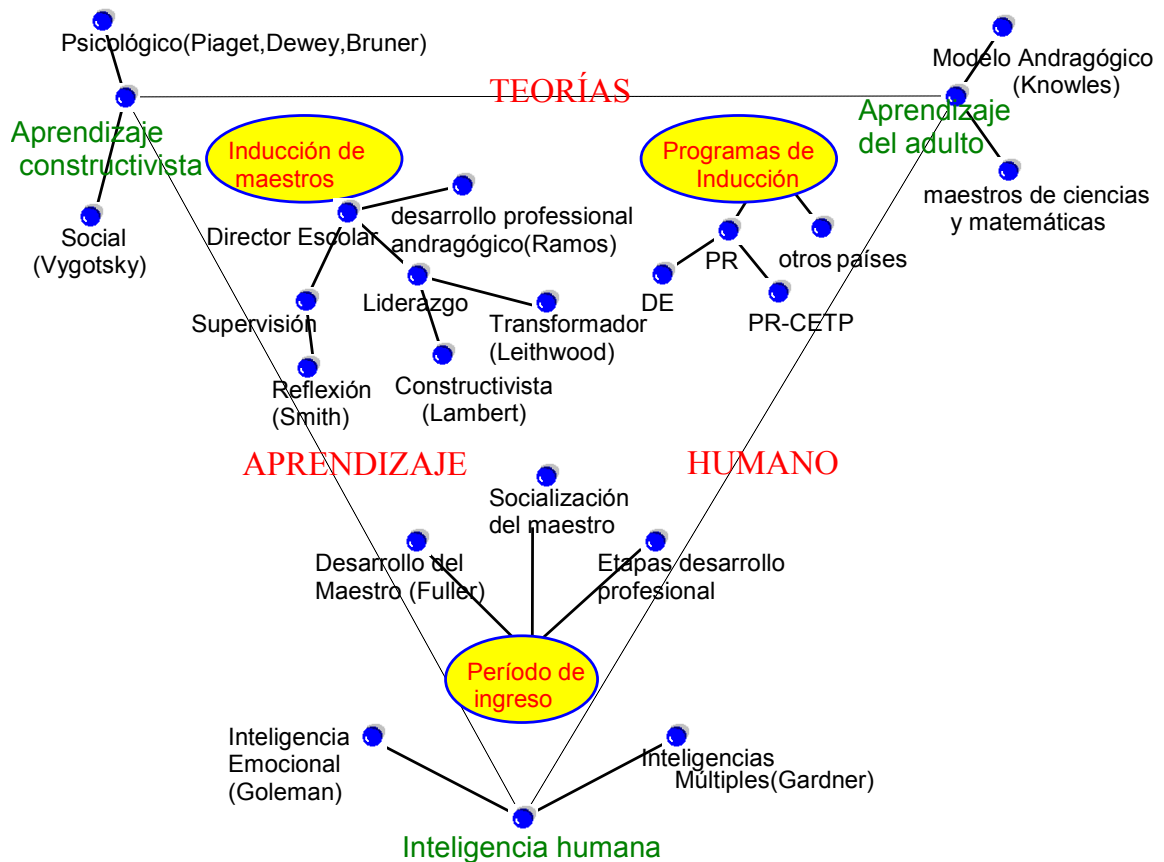 Psicológico(Piaget,Dewey,Bruner)
Modelo Andragógico
(Knowles)
TEORÍAS
Aprendizaje
constructivista
Aprendizaje
del adulto
Inducción de
maestros
Programas de
Inducción
maestros de ciencias
y matemáticas
Social
(Vygotsky)
Director Escolar
desarrollo professional
andragógico(Ramos)
PR
otros países
DE
PR-CETP
Supervisión
Liderazgo
Transformador
(Leithwood)
Reflexión
(Smith)
Constructivista
(Lambert)
APRENDIZAJE
HUMANO
Socialización
del maestro
Desarrollo del
Maestro (Fuller)
Etapas desarrollo
profesional
Período de
ingreso
Inteligencia
Emocional
(Goleman)
Inteligencias
Múltiples(Gardner)
Inteligencia humana